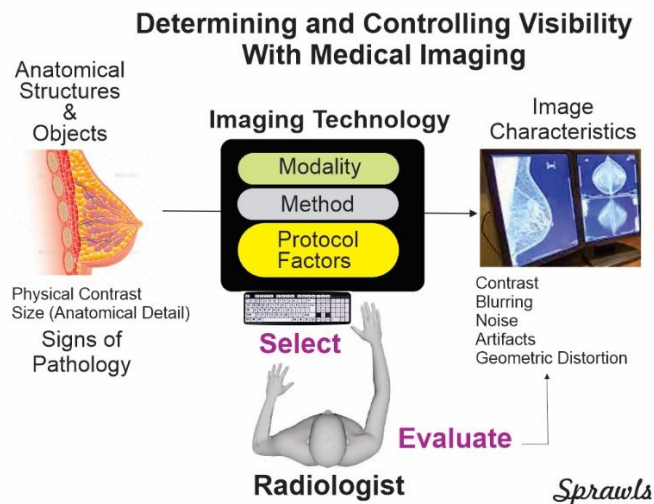 Determining and Controlling Visibility
With Medical Imaging
Anatomical
Structures
&
Objects
Physical Contrast
Size (Anatomical Detail)
Signs of
Pathology
Imaging Technology
Modality
Method
Protocol
Factors
Select
Image
Characteristics
Contrast
Blurring
Noise
Artifacts
Geometric Distortion
Evaluate
Radiologist
Sprawls